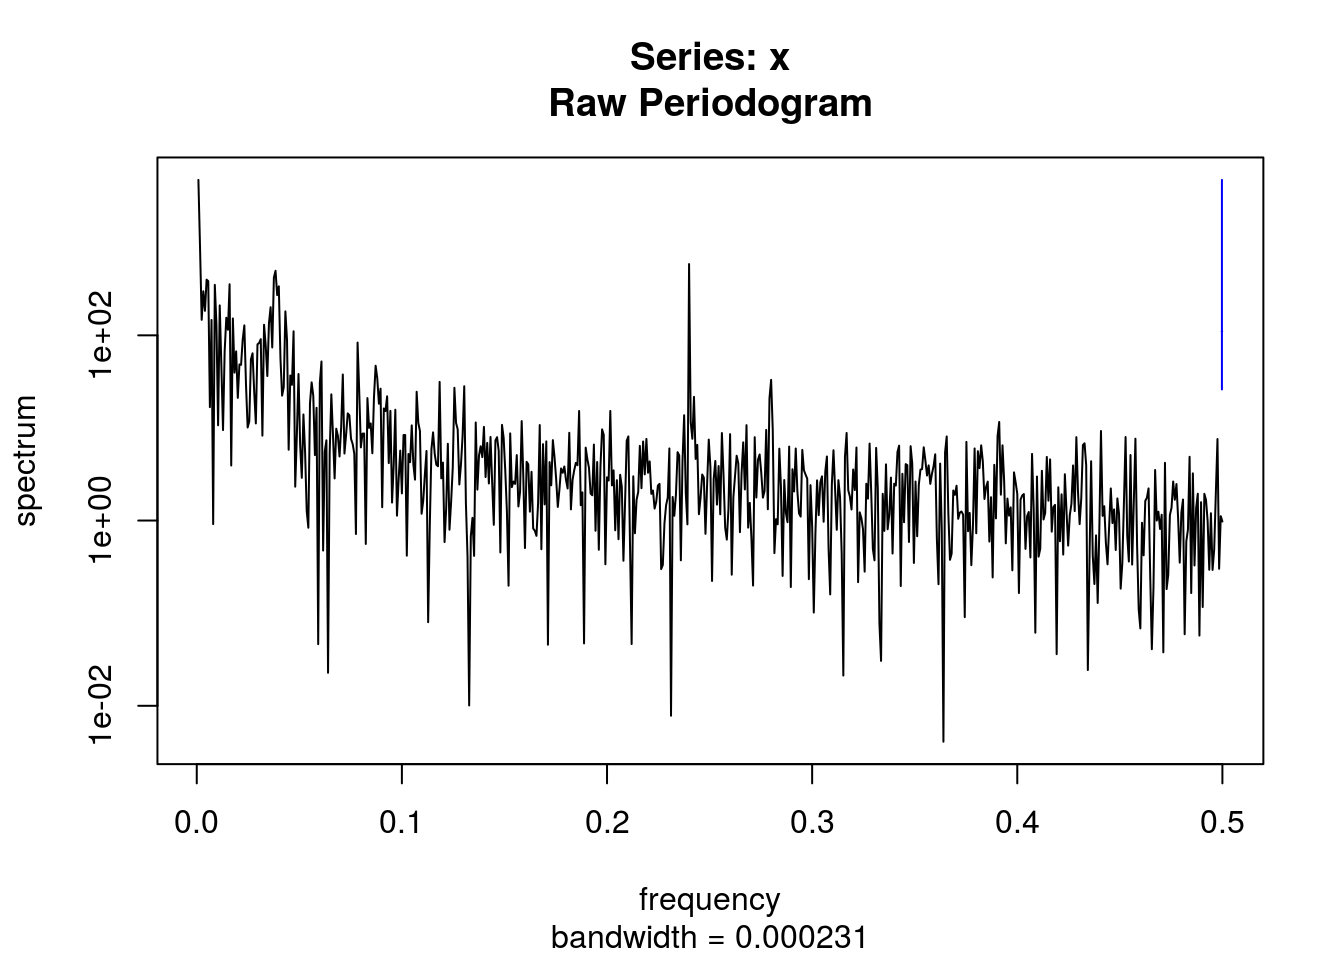 Series: x
Raw Periodogram
spectrum
1e+02
1e+00
1e-02
0.0 0.1 0.2 0.3 0.4 0.5
frequency
bandwidth = 0.000231